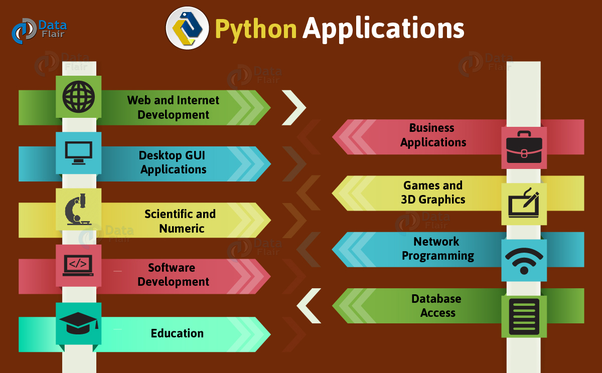 Data
Flair
Python Applications
Web and Internet
Development
Desktop GUI
Applications
Scientific and
Numeric
Software
Development
Education
Business
Applications
Games and
3D Graphics
Network
Programming
Database
Access